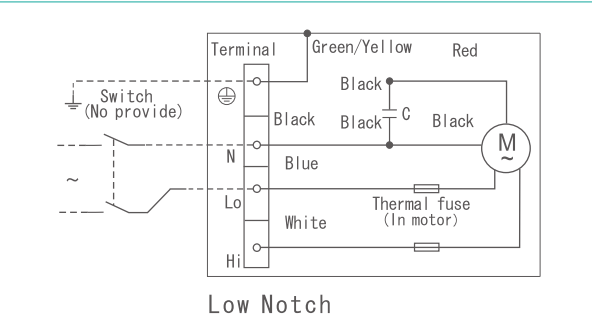 Terminal
Green/Yellow
Red
Black
Switch
(No provide)
C
Black
Black
Black
N
Blue
M
~
~
Lo
Thermal fuse
(In motor)
White
Hi
Low Notch